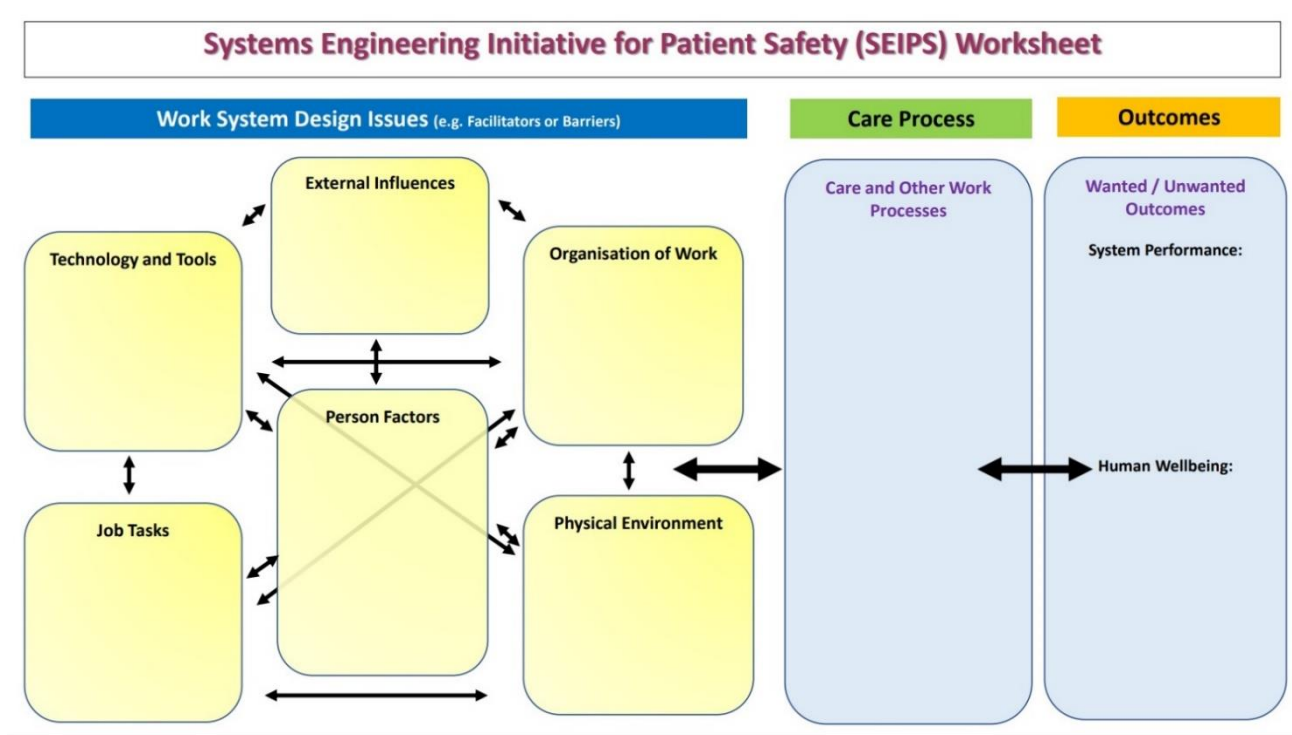 Systems Engineering Initiative for Patient Safety (SEIPS) Worksheet
Work System Design Issues (e.g. Facilitators or Barriers)
Care Process
Outcomes
External Influences
Technology and Tools
Organisation of Work
Person Factors
Job Tasks
Physical Environment
Care and Other Work
Processes
Wanted / Unwanted
Outcomes
System Performance:
Human Wellbeing: